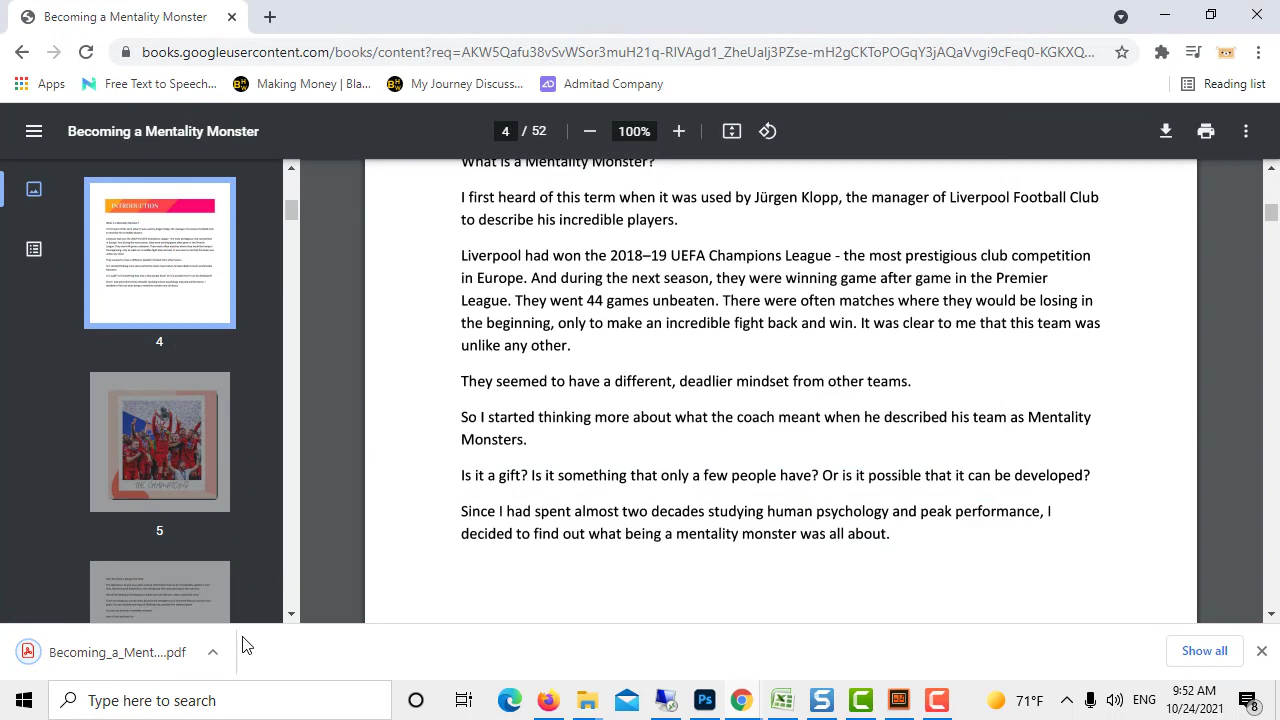 Becoming a Mentality Monster
books.googleusercontent.com/books/content?req=AKW5Qafu38vSvWSor3muH21q-RIVAgd1_ZheUalj3PZse-mH2gCKToPOGqY3jAQaVvgi9cFeq0-KGKXQ...
Apps
Free Text to Speech...
Making Money | Bla...
My Journey Discuss...
Admitad Company
Reading list
Becoming a Mentality Monster
4 / 52
100%
What is a Mentality Monster?
I first heard of this term when it was used by Jürgen Klopp, the manager of Liverpool Football Club
to describe his incredible players.
Liverpool had won the 2018–19 UEFA Champions League - the most prestigious club competition
in Europe. And during the next season, they were winning game after game in the Premier
League. They went 44 games unbeaten. There were often matches where they would be losing in
the beginning, only to make an incredible fight back and win. It was clear to me that this team was
unlike any other.
They seemed to have a different, deadlier mindset from other teams.
So I started thinking more about what the coach meant when he described his team as Mentality
Monsters.
Is it a gift? Is it something that only a few people have? Or is it possible that it can be developed?
Since I had spent almost two decades studying human psychology and peak performance, I
decided to find out what being a mentality monster was all about.
INTRODUCTION
4
THE CHAMPIONS
5
Becoming_a_Ment....pdf
Show all
Type here to search
Ps
71°F
ENG
9:52 AM
10/24/2021
8